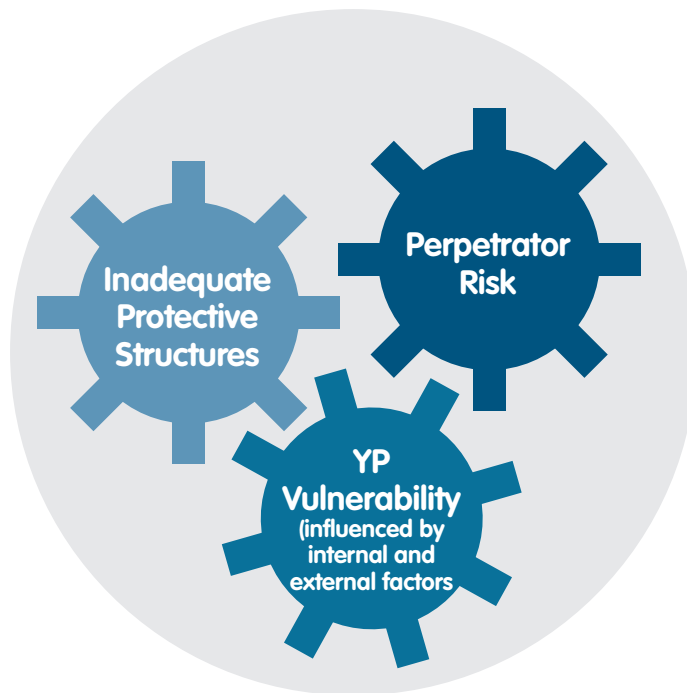 Inadequate
Protective
Structures
Perpetrator
Risk
YP
Vulnerability
(influenced by
internal and
external factors